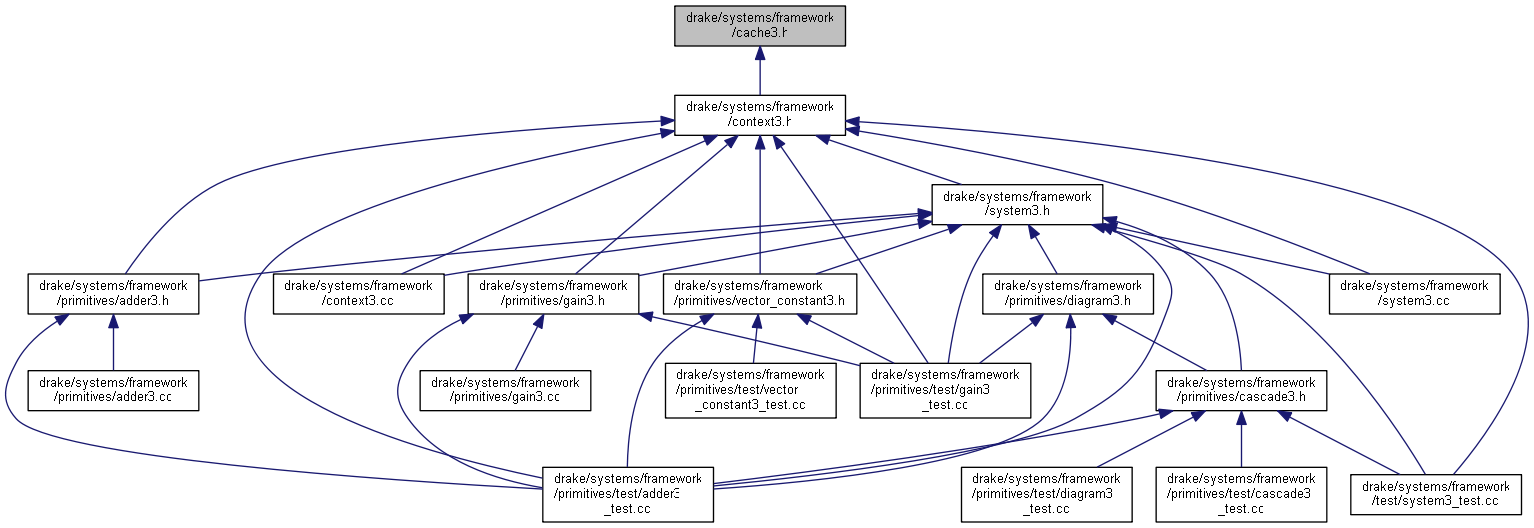 drake/systems/framework
/cache3.h
drake/systems/framework
/context3.h
drake/systems/framework
/system3.h
drake/systems/framework
/primitives/adder3.h
drake/systems/framework
/context3.cc
drake/systems/framework
/primitives/gain3.h
drake/systems/framework
/primitives/vector_constant3.h
drake/systems/framework
/primitives/diagram3.h
drake/systems/framework
/system3.cc
drake/systems/framework
/primitives/adder3.cc
drake/systems/framework
/primitives/gain3.cc
drake/systems/framework
/primitives/test/vector
_constant3_test.cc
drake/systems/framework
/primitives/test/gain3
_test.cc
drake/systems/framework
/primitives/cascade3.h
drake/systems/framework
/primitives/test/adder3
_test.cc
drake/systems/framework
/primitives/test/diagram3
_test.cc
drake/systems/framework
/primitives/test/cascade3
_test.cc
drake/systems/framework
/test/system3_test.cc